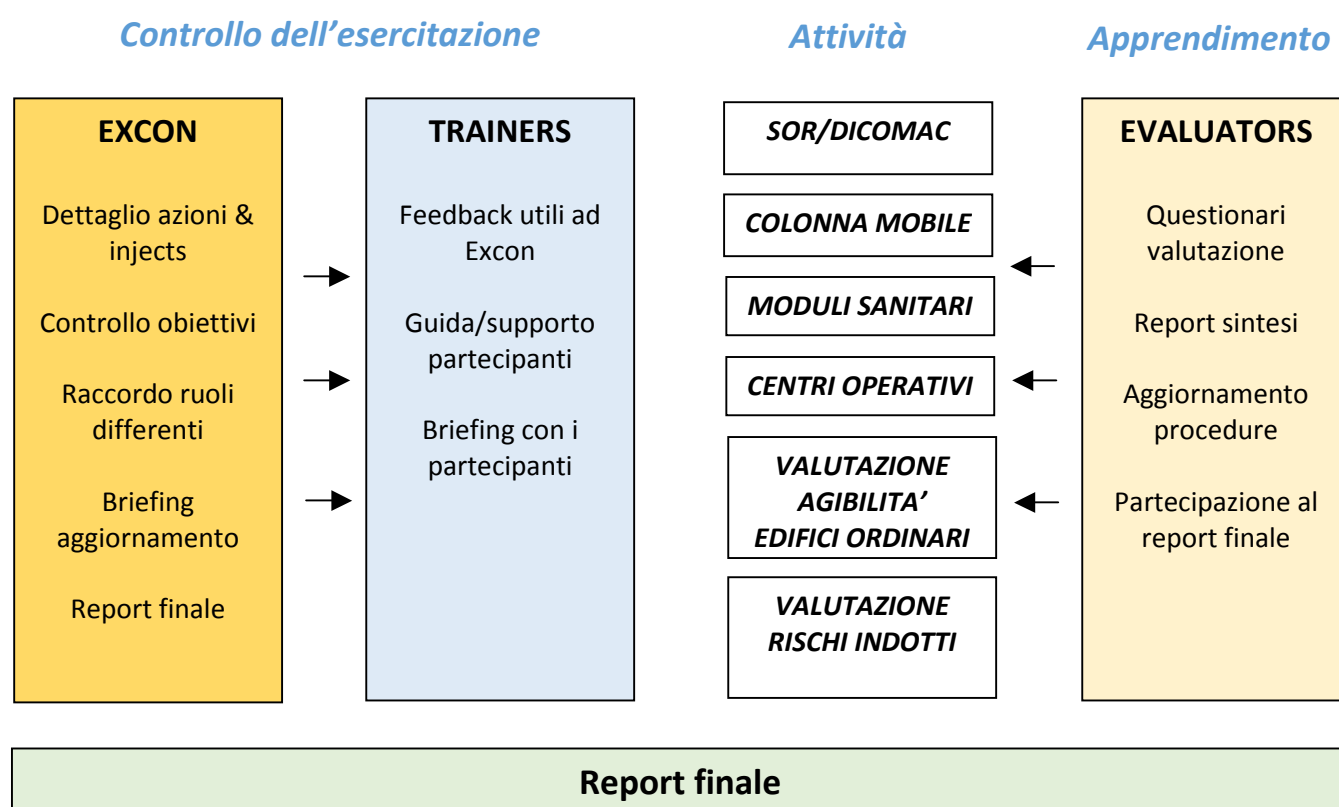 Controllo dell’esercitazione
Attività
Apprendimento
EXCON
Dettaglio azioni &
injects
Controllo obiettivi
Raccordo ruoli
differenti
Briefing
aggiornamento
Report finale
TRAINERS
Feedback utili ad
Excon
Guida/supporto
partecipanti
Briefing con i
partecipanti
SOR/DICOMAC
COLONNA MOBILE
MODULI SANITARI
CENTRI OPERATIVI
VALUTAZIONE
AGIBILITA’
EDIFICI ORDINARI
VALUTAZIONE
RISCHI INDOTTI
EVALUATORS
Questionari
valutazione
Report sintesi
Aggiornamento
procedure
Partecipazione al
report finale
Report finale